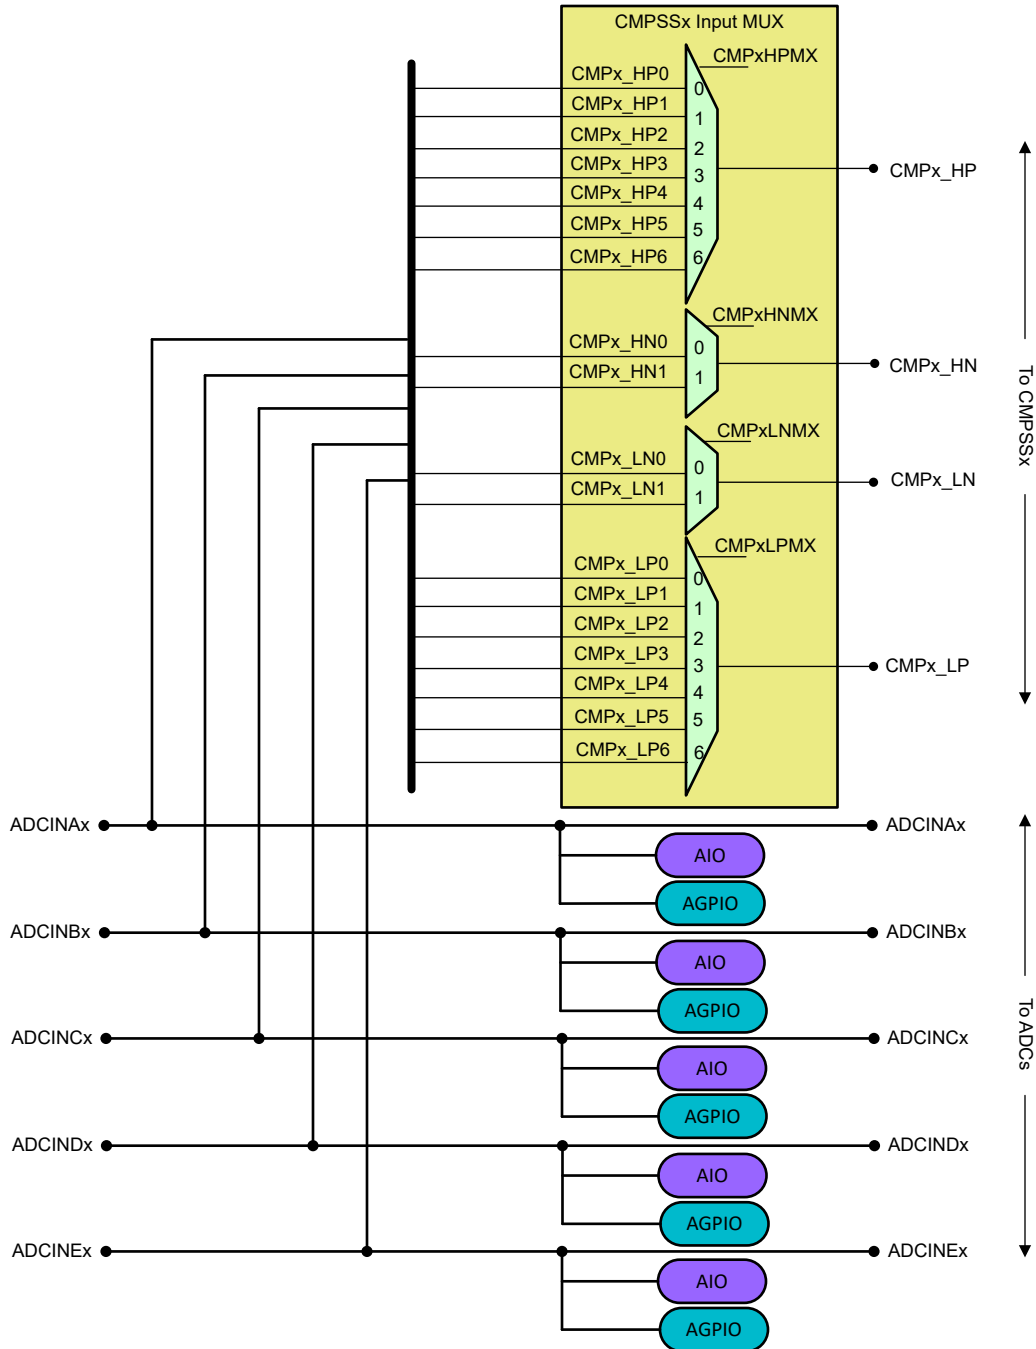 CMPSSx Input MUX
CMPxHPMX
CMPx_HP0
0
CMPx_HP1
1
CMPx_HP2
2
CMPx_HP3
3
CMPx_HP
CMPx_HP4
4
CMPx_HP5
5
CMPx_HP6
6
CMPxHNMX
CMPx_HN0
0
CMPx_HN1
1
CMPx_HN
To CMPSSx
CMPxLNMX
CMPx_LN0
0
CMPx_LN1
1
CMPx_LN
CMPxLPMX
CMPx_LP0
0
CMPx_LP1
1
CMPx_LP2
2
CMPx_LP3
3
CMPx_LP
CMPx_LP4
4
CMPx_LP5
5
CMPx_LP6
6
ADCINAx
ADCINAx
AIO
AGPIO
ADCINBx
ADCINBx
AIO
AGPIO
To ADCs
ADCINCx
ADCINCx
AIO
AGPIO
ADCINDx
ADCINDx
AIO
AGPIO
ADCINEx
ADCINEx
AIO
AGPIO